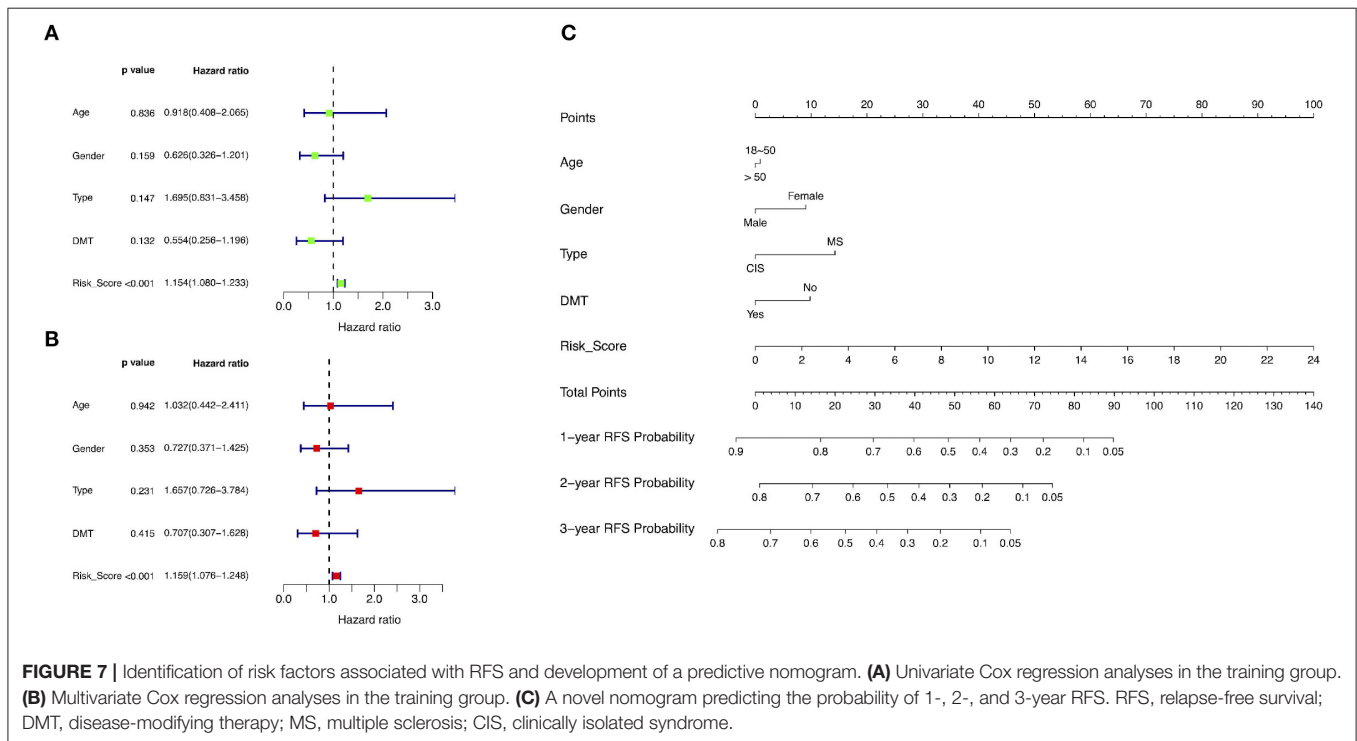 A
p value Hazard ratio
Age 0.836 0.918(0.408−2.065)
Gender 0.159 0.626(0.326−1.201)
Type 0.147 1.695(0.831−3.458)
DMT 0.132 0.554(0.256−1.196)
Risk_Score <0.001 1.154(1.080−1.233)
0.0 1.0 2.0 3.0
Hazard ratio
B
p value Hazard ratio
Age 0.942 1.032(0.442−2.411)
Gender 0.353 0.727(0.371−1.425)
Type 0.231 1.657(0.726−3.784)
DMT 0.415 0.707(0.307−1.628)
Risk_Score <0.001 1.159(1.076−1.248)
0.0 1.0 2.0 3.0
Hazard ratio
C
0 10 20 30 40 50 60 70 80 90 100
Points
18~50
Age
> 50
Female
Gender
Male
MS
Type
CIS
No
DMT
Yes
Risk_Score
0 2 4 6 8 10 12 14 16 18 20 22 24
Total Points
0 10 20 30 40 50 60 70 80 90 100 110 120 130 140
1−year RFS Probability
0.9 0.8 0.7 0.6 0.5 0.4 0.3 0.2 0.1 0.05
2−year RFS Probability
0.8 0.7 0.6 0.5 0.4 0.3 0.2 0.1 0.05
3−year RFS Probability
0.8 0.7 0.6 0.5 0.4 0.3 0.2 0.1 0.05
FIGURE 7 | Identification of risk factors associated with RFS and development of a predictive nomogram. (A) Univariate Cox regression analyses in the training group.
(B) Multivariate Cox regression analyses in the training group. (C) A novel nomogram predicting the probability of 1-, 2-, and 3-year RFS. RFS, relapse-free survival;
DMT, disease-modifying therapy; MS, multiple sclerosis; CIS, clinically isolated syndrome.